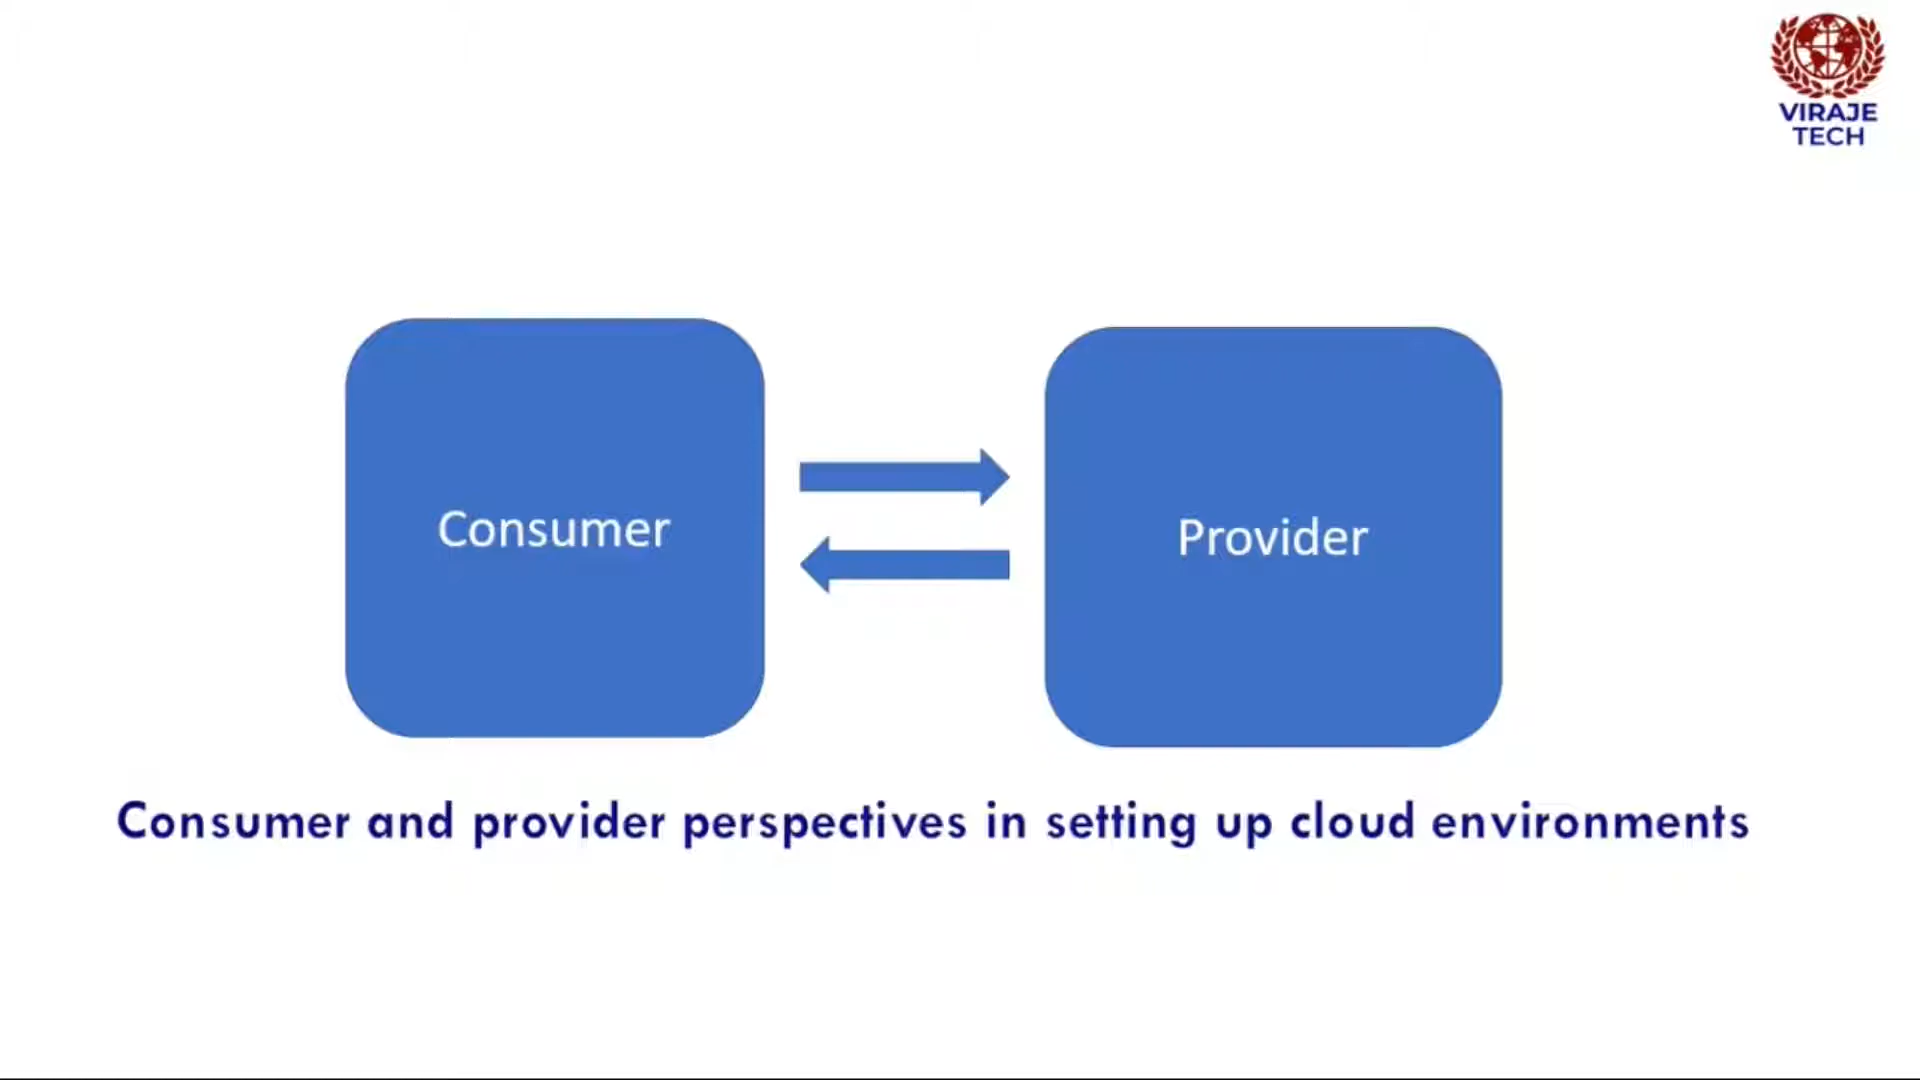 VIRAJE
TECH
Consumer
Provider
Consumer and provider perspectives in setting up cloud environments